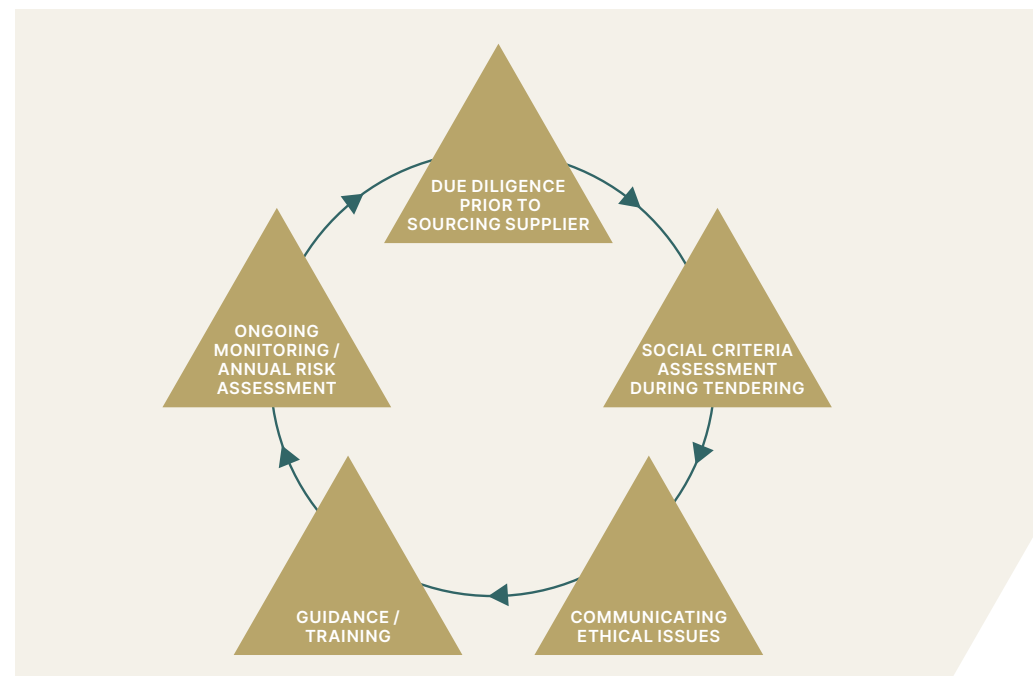 DUE DILIGENCE
PRIOR TO
SOURCING SUPPLIER
SOCIAL CRITERIA
ASSESSMENT
DURING TENDERING
COMMUNICATING
ETHICAL ISSUES
GUIDANCE /
TRAINING
ONGOING
MONITORING /
ANNUAL RISK
ASSESSMENT